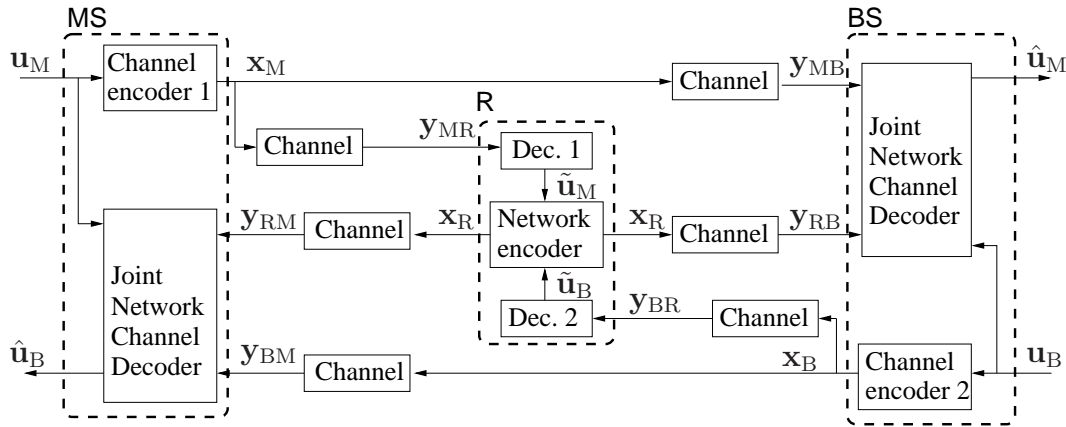 MS
BS
u_M
Channel
encoder 1
x_M
Channel
y_MB
û_M
R
Channel
y_MR
Dec. 1
ũ_M
Joint
Network
Channel
Decoder
y_RM
Channel
x_R
Network
encoder
x_R
Channel
y_RB
ũ_B
Dec. 2
y_BR
Channel
Joint
Network
Channel
Decoder
û_B
y_BM
Channel
x_B
Channel
encoder 2
u_B